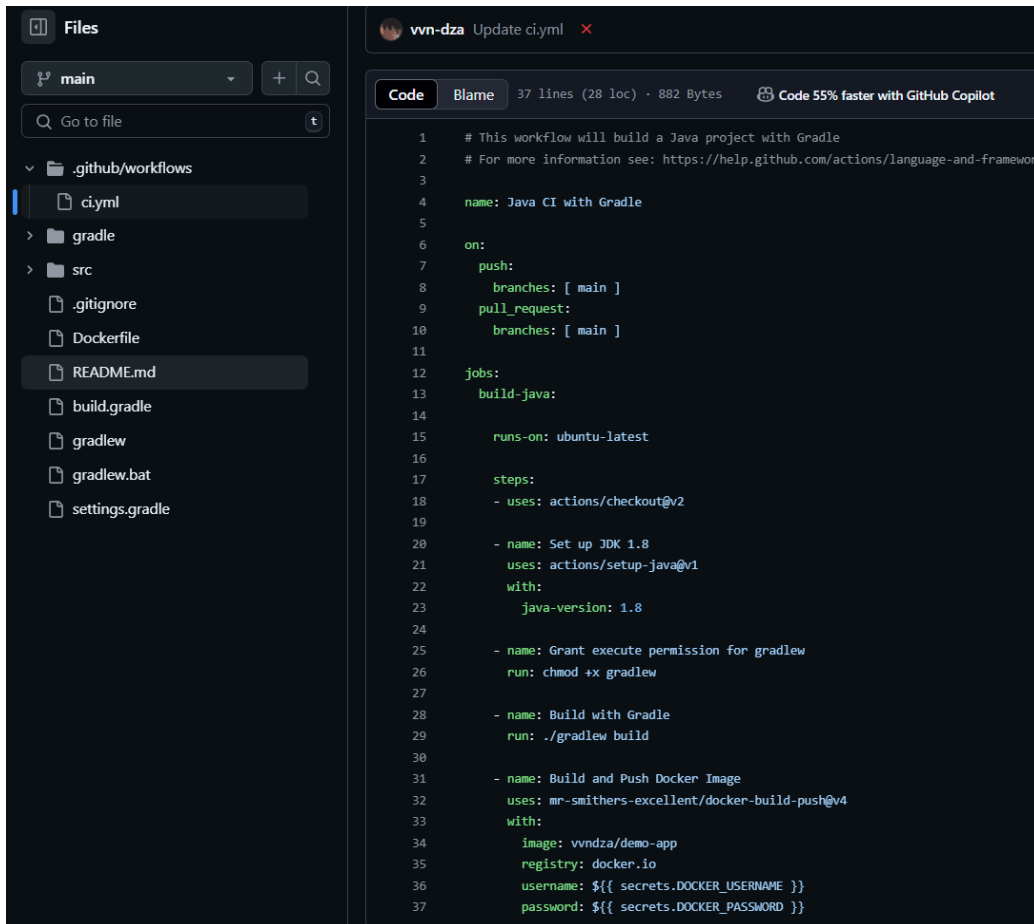 Files
main
Go to file
t
.github/workflows
ci.yml
gradle
src
.gitignore
Dockerfile
README.md
build.gradle
gradlew
gradlew.bat
settings.gradle
vvn-dza Update ci.yml
Code Blame 37 lines (28 loc) · 882 Bytes Code 55% faster with GitHub Copilot
1 # This workflow will build a Java project with Gradle
2 # For more information see: https://help.github.com/actions/language-and-framewor
3
4 name: Java CI with Gradle
5
6 on:
7   push:
8     branches: [ main ]
9   pull_request:
10     branches: [ main ]
11
12 jobs:
13   build-java:
14
15     runs-on: ubuntu-latest
16
17     steps:
18     - uses: actions/checkout@v2
19
20     - name: Set up JDK 1.8
21       uses: actions/setup-java@v1
22       with:
23         java-version: 1.8
24
25     - name: Grant execute permission for gradlew
26       run: chmod +x gradlew
27
28     - name: Build with Gradle
29       run: ./gradlew build
30
31     - name: Build and Push Docker Image
32       uses: mr-smithers-excellent/docker-build-push@v4
33       with:
34         image: vvndza/demo-app
35         registry: docker.io
36         username: ${{ secrets.DOCKER_USERNAME }}
37         password: ${{ secrets.DOCKER_PASSWORD }}